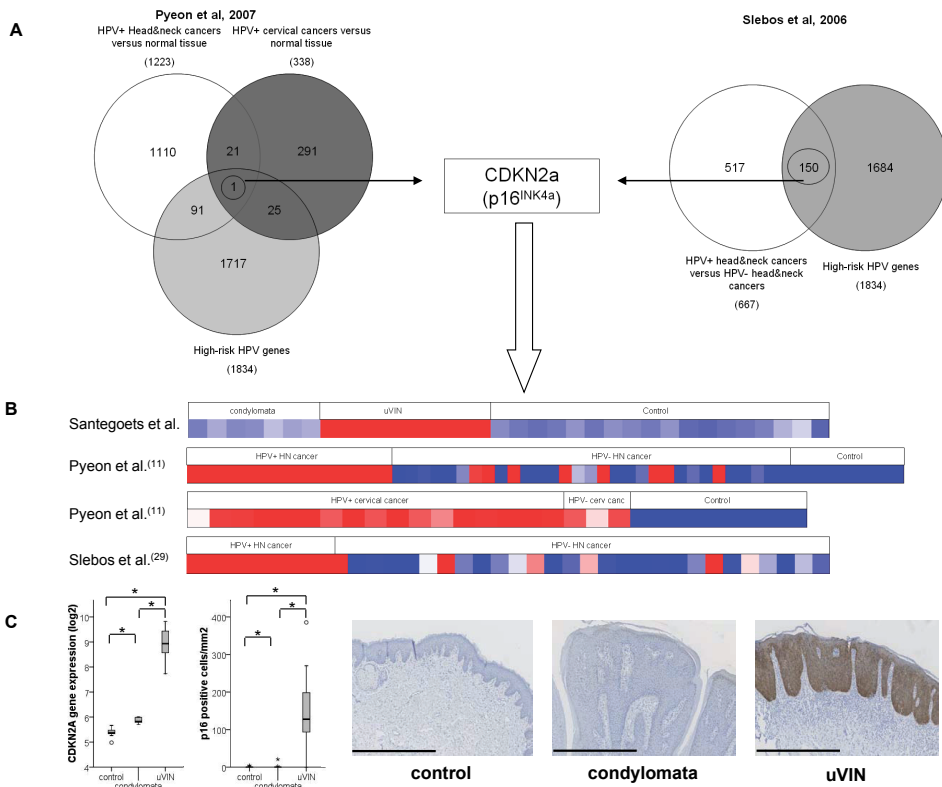 A
Pyeon et al, 2007
HPV+ Head&neck cancers
versus normal tissue
(1223)
HPV+ cervical cancers versus
normal tissue
(338)
1110
21
291
1
91
25
1717
High-risk HPV genes
(1834)
CDKN2a
(p16INK4a)
Slebos et al, 2006
517
150
1684
HPV+ head&neck cancers
versus HPV- head&neck
cancers
(667)
High-risk HPV genes
(1834)
B
Santegoets et al.
condylomata
uVIN
Control
Pyeon et al.(11)
HPV+ HN cancer
HPV- HN cancer
Control
Pyeon et al.(11)
HPV+ cervical cancer
HPV- cerv canc
Control
Slebos et al.(29)
HPV+ HN cancer
HPV- HN cancer
C
CDKN2A gene expression (log2)
10
9
8
7
6
5
4
*
*
*
control
condylomata
uVIN
p16 positive cells/mm2
400
300
200
100
0
*
*
*
*
control
condylomata
uVIN
control
condylomata
uVIN